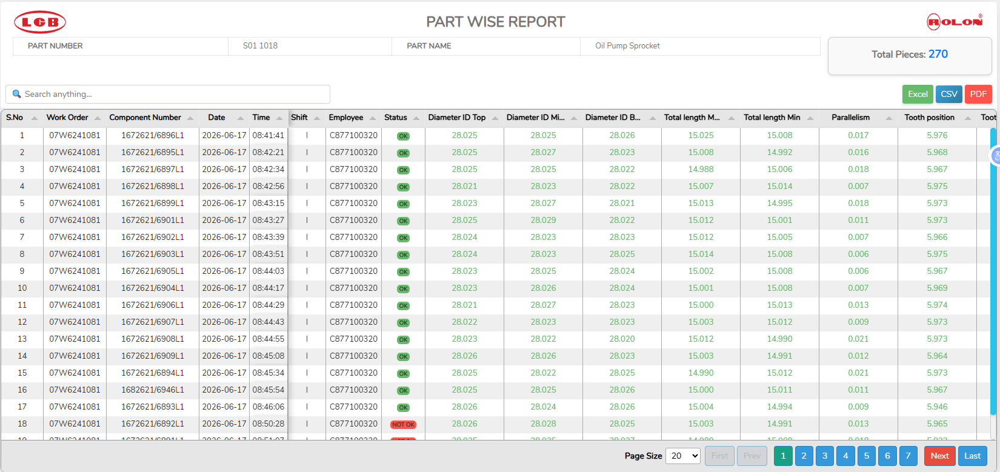 LGB
PART WISE REPORT
ROLON®
PART NUMBER S01 1018 PART NAME Oil Pump Sprocket
Total Pieces: 270
Search anything...
Excel CSV PDF
S.No Work Order Component Number Date Time Shift Employee Status Diameter ID Top Diameter ID Mi... Diameter ID B... Total length M... Total length Min Parallelism Tooth position Toot
1 07W6241081 1672621/6896L1 2026-06-17 08:41:41 I C877100320 OK 28.025 28.025 28.026 15.025 15.008 0.017 5.976
2 07W6241081 1672621/6895L1 2026-06-17 08:42:21 I C877100320 OK 28.025 28.027 28.023 15.008 14.992 0.016 5.968
3 07W6241081 1672621/6897L1 2026-06-17 08:42:34 I C877100320 OK 28.025 28.025 28.022 14.988 15.006 0.018 5.967
4 07W6241081 1672621/6898L1 2026-06-17 08:42:56 I C877100320 OK 28.021 28.023 28.022 15.007 15.014 0.007 5.975
5 07W6241081 1672621/6899L1 2026-06-17 08:43:15 I C877100320 OK 28.023 28.027 28.021 15.013 14.995 0.018 5.973
6 07W6241081 1672621/6901L1 2026-06-17 08:43:27 I C877100320 OK 28.025 28.029 28.022 15.012 15.001 0.011 5.973
7 07W6241081 1672621/6902L1 2026-06-17 08:43:39 I C877100320 OK 28.024 28.023 28.023 15.012 15.005 0.007 5.966
8 07W6241081 1672621/6903L1 2026-06-17 08:43:51 I C877100320 OK 28.024 28.023 28.025 15.014 15.008 0.006 5.975
9 07W6241081 1672621/6905L1 2026-06-17 08:44:03 I C877100320 OK 28.023 28.025 28.024 15.002 15.008 0.006 5.967
10 07W6241081 1672621/6904L1 2026-06-17 08:44:17 I C877100320 OK 28.023 28.026 28.024 15.001 15.008 0.007 5.969
11 07W6241081 1672621/6906L1 2026-06-17 08:44:29 I C877100320 OK 28.021 28.027 28.023 15.000 15.013 0.013 5.974
12 07W6241081 1672621/6907L1 2026-06-17 08:44:43 I C877100320 OK 28.022 28.023 28.023 15.003 15.012 0.009 5.973
13 07W6241081 1672621/6908L1 2026-06-17 08:44:55 I C877100320 OK 28.023 28.022 28.020 15.012 14.990 0.021 5.973
14 07W6241081 1672621/6909L1 2026-06-17 08:45:08 I C877100320 OK 28.026 28.026 28.023 15.003 14.991 0.012 5.964
15 07W6241081 1672621/6894L1 2026-06-17 08:45:34 I C877100320 OK 28.025 28.022 28.025 14.990 15.012 0.021 5.973
16 07W6241081 1682621/6946L1 2026-06-17 08:45:54 I C877100320 OK 28.026 28.025 28.026 15.000 15.011 0.011 5.967
17 07W6241081 1672621/6893L1 2026-06-17 08:46:06 I C877100320 OK 28.026 28.024 28.026 15.004 14.994 0.009 5.946
18 07W6241081 1672621/6892L1 2026-06-17 08:50:28 I C877100320 NOT OK 28.026 28.028 28.025 15.003 14.991 0.013 5.965
Page Size 20 First Prev 1 2 3 4 5 6 7 Next Last